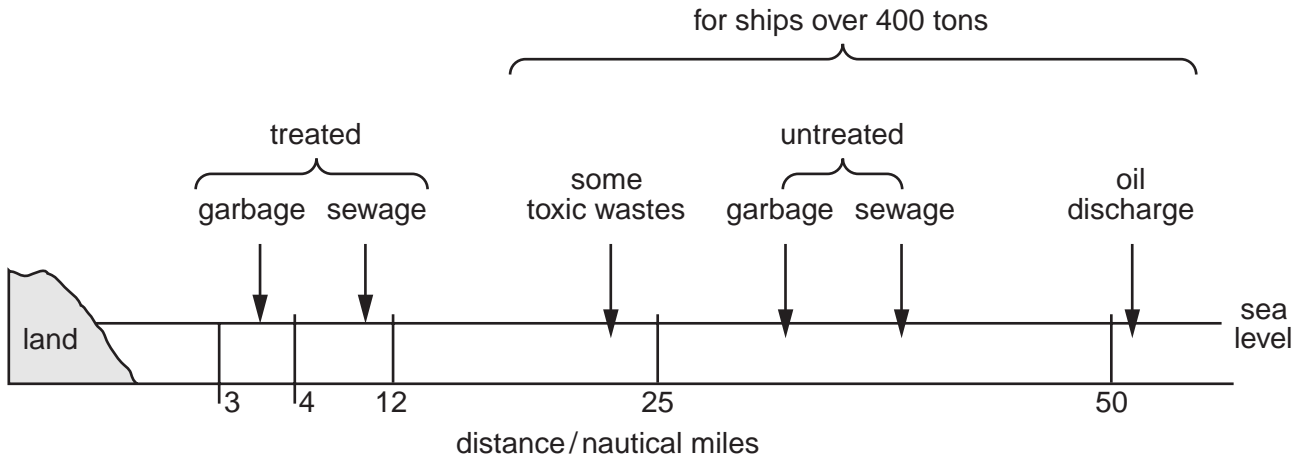 for ships over 400 tons
treated
untreated
garbage
sewage
some
toxic wastes
garbage
sewage
oil
discharge
land
sea
level
3
4
12
25
50
distance/nautical miles